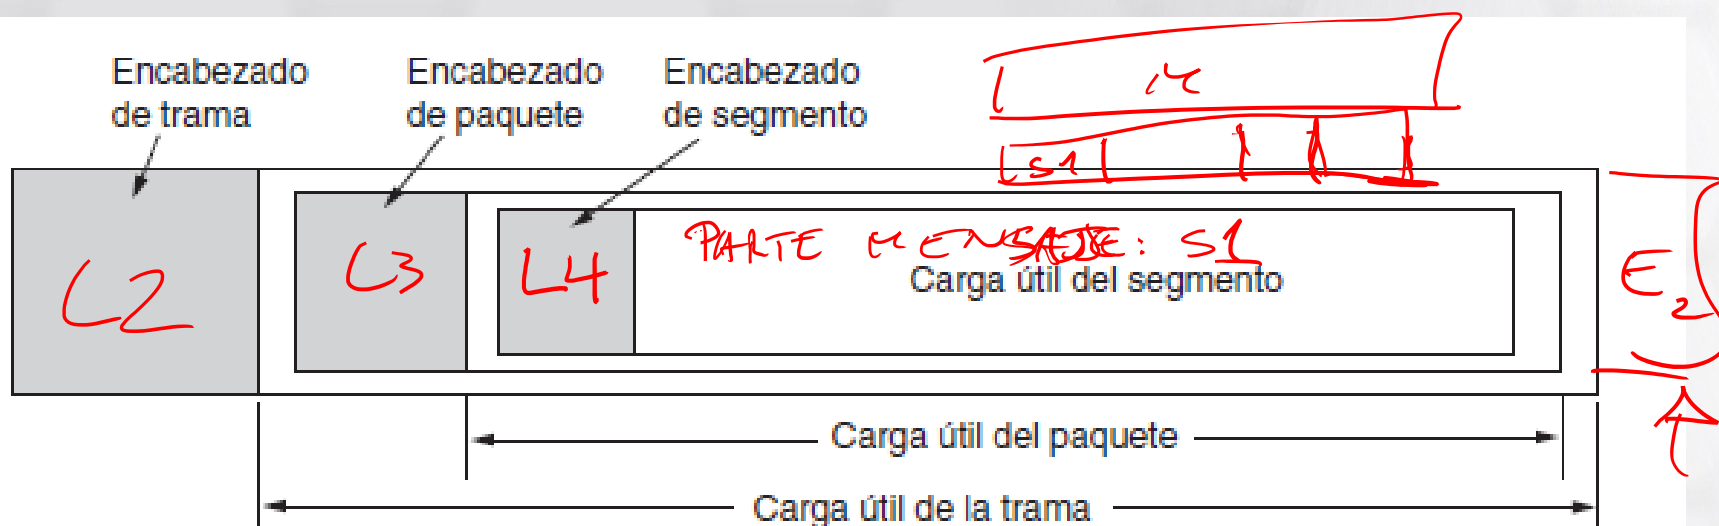 Encabezado
de trama
Encabezado
de paquete
Encabezado
de segmento
M
S1
L2
L3
L4
PARTE MENSAJE: S1
Carga útil del segmento
E2
Carga útil del paquete
Carga útil de la trama